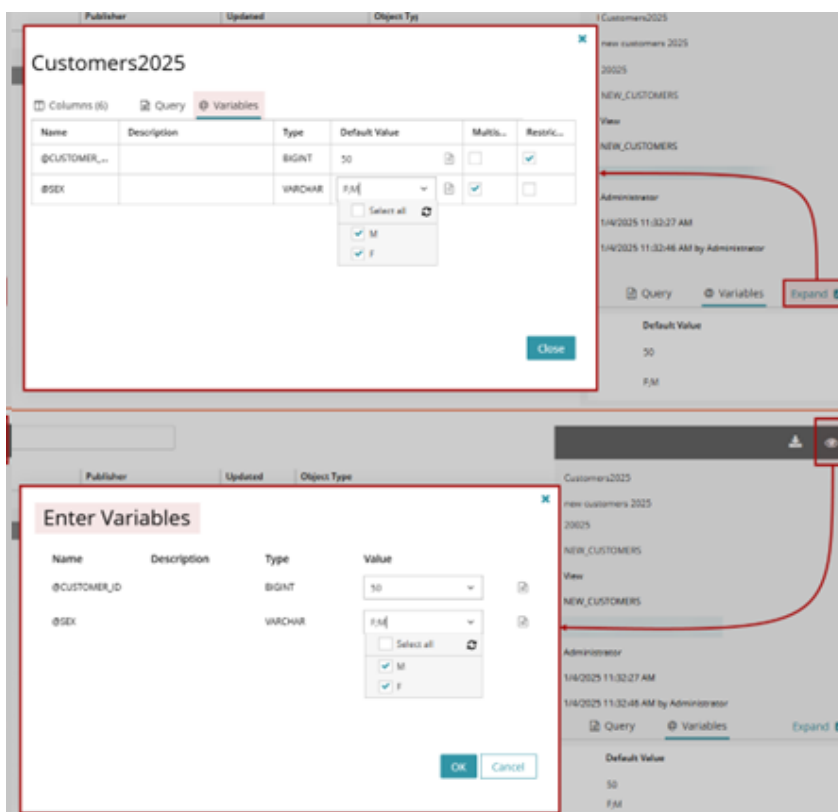 Publisher Updated Object Typ
Customers2025
Customers2025
new customers 2025
20025
NEW_CUSTOMERS
View
NEW_CUSTOMERS
Administrator
1/4/2025 11:32:27 AM
1/4/2025 11:32:46 AM by Administrator
Columns (6) Query @ Variables
Name Description Type Default Value Multis... Restric...
@CUSTOMER_... BIGINT 50
@SEX VARCHAR F,M
Select all
M
F
Close
Query @ Variables Expand
Default Value
50
F,M
Publisher Updated Object Type
Customers2025
new customers 2025
20025
NEW_CUSTOMERS
View
NEW_CUSTOMERS
Administrator
1/4/2025 11:32:27 AM
1/4/2025 11:32:46 AM by Administrator
Enter Variables
Name Description Type Value
@CUSTOMER_ID BIGINT 50
@SEX VARCHAR F,M
Select all
M
F
OK Cancel
Query @ Variables Expand
Default Value
50
F,M